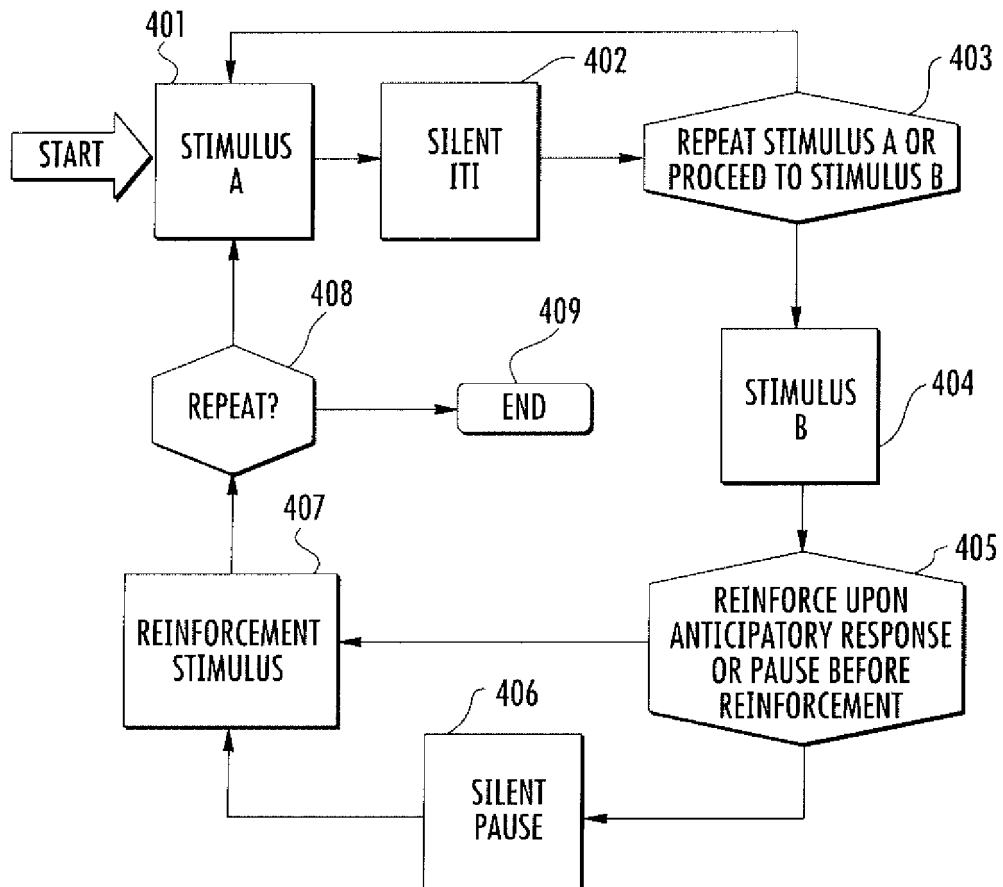 401
402
403
START
STIMULUS
A
SILENT
ITI
REPEAT STIMULUS A OR
PROCEED TO STIMULUS B
408
409
REPEAT?
END
STIMULUS
B
404
407
405
REINFORCEMENT
STIMULUS
REINFORCE UPON
ANTICIPATORY RESPONSE
OR PAUSE BEFORE
REINFORCEMENT
406
SILENT
PAUSE